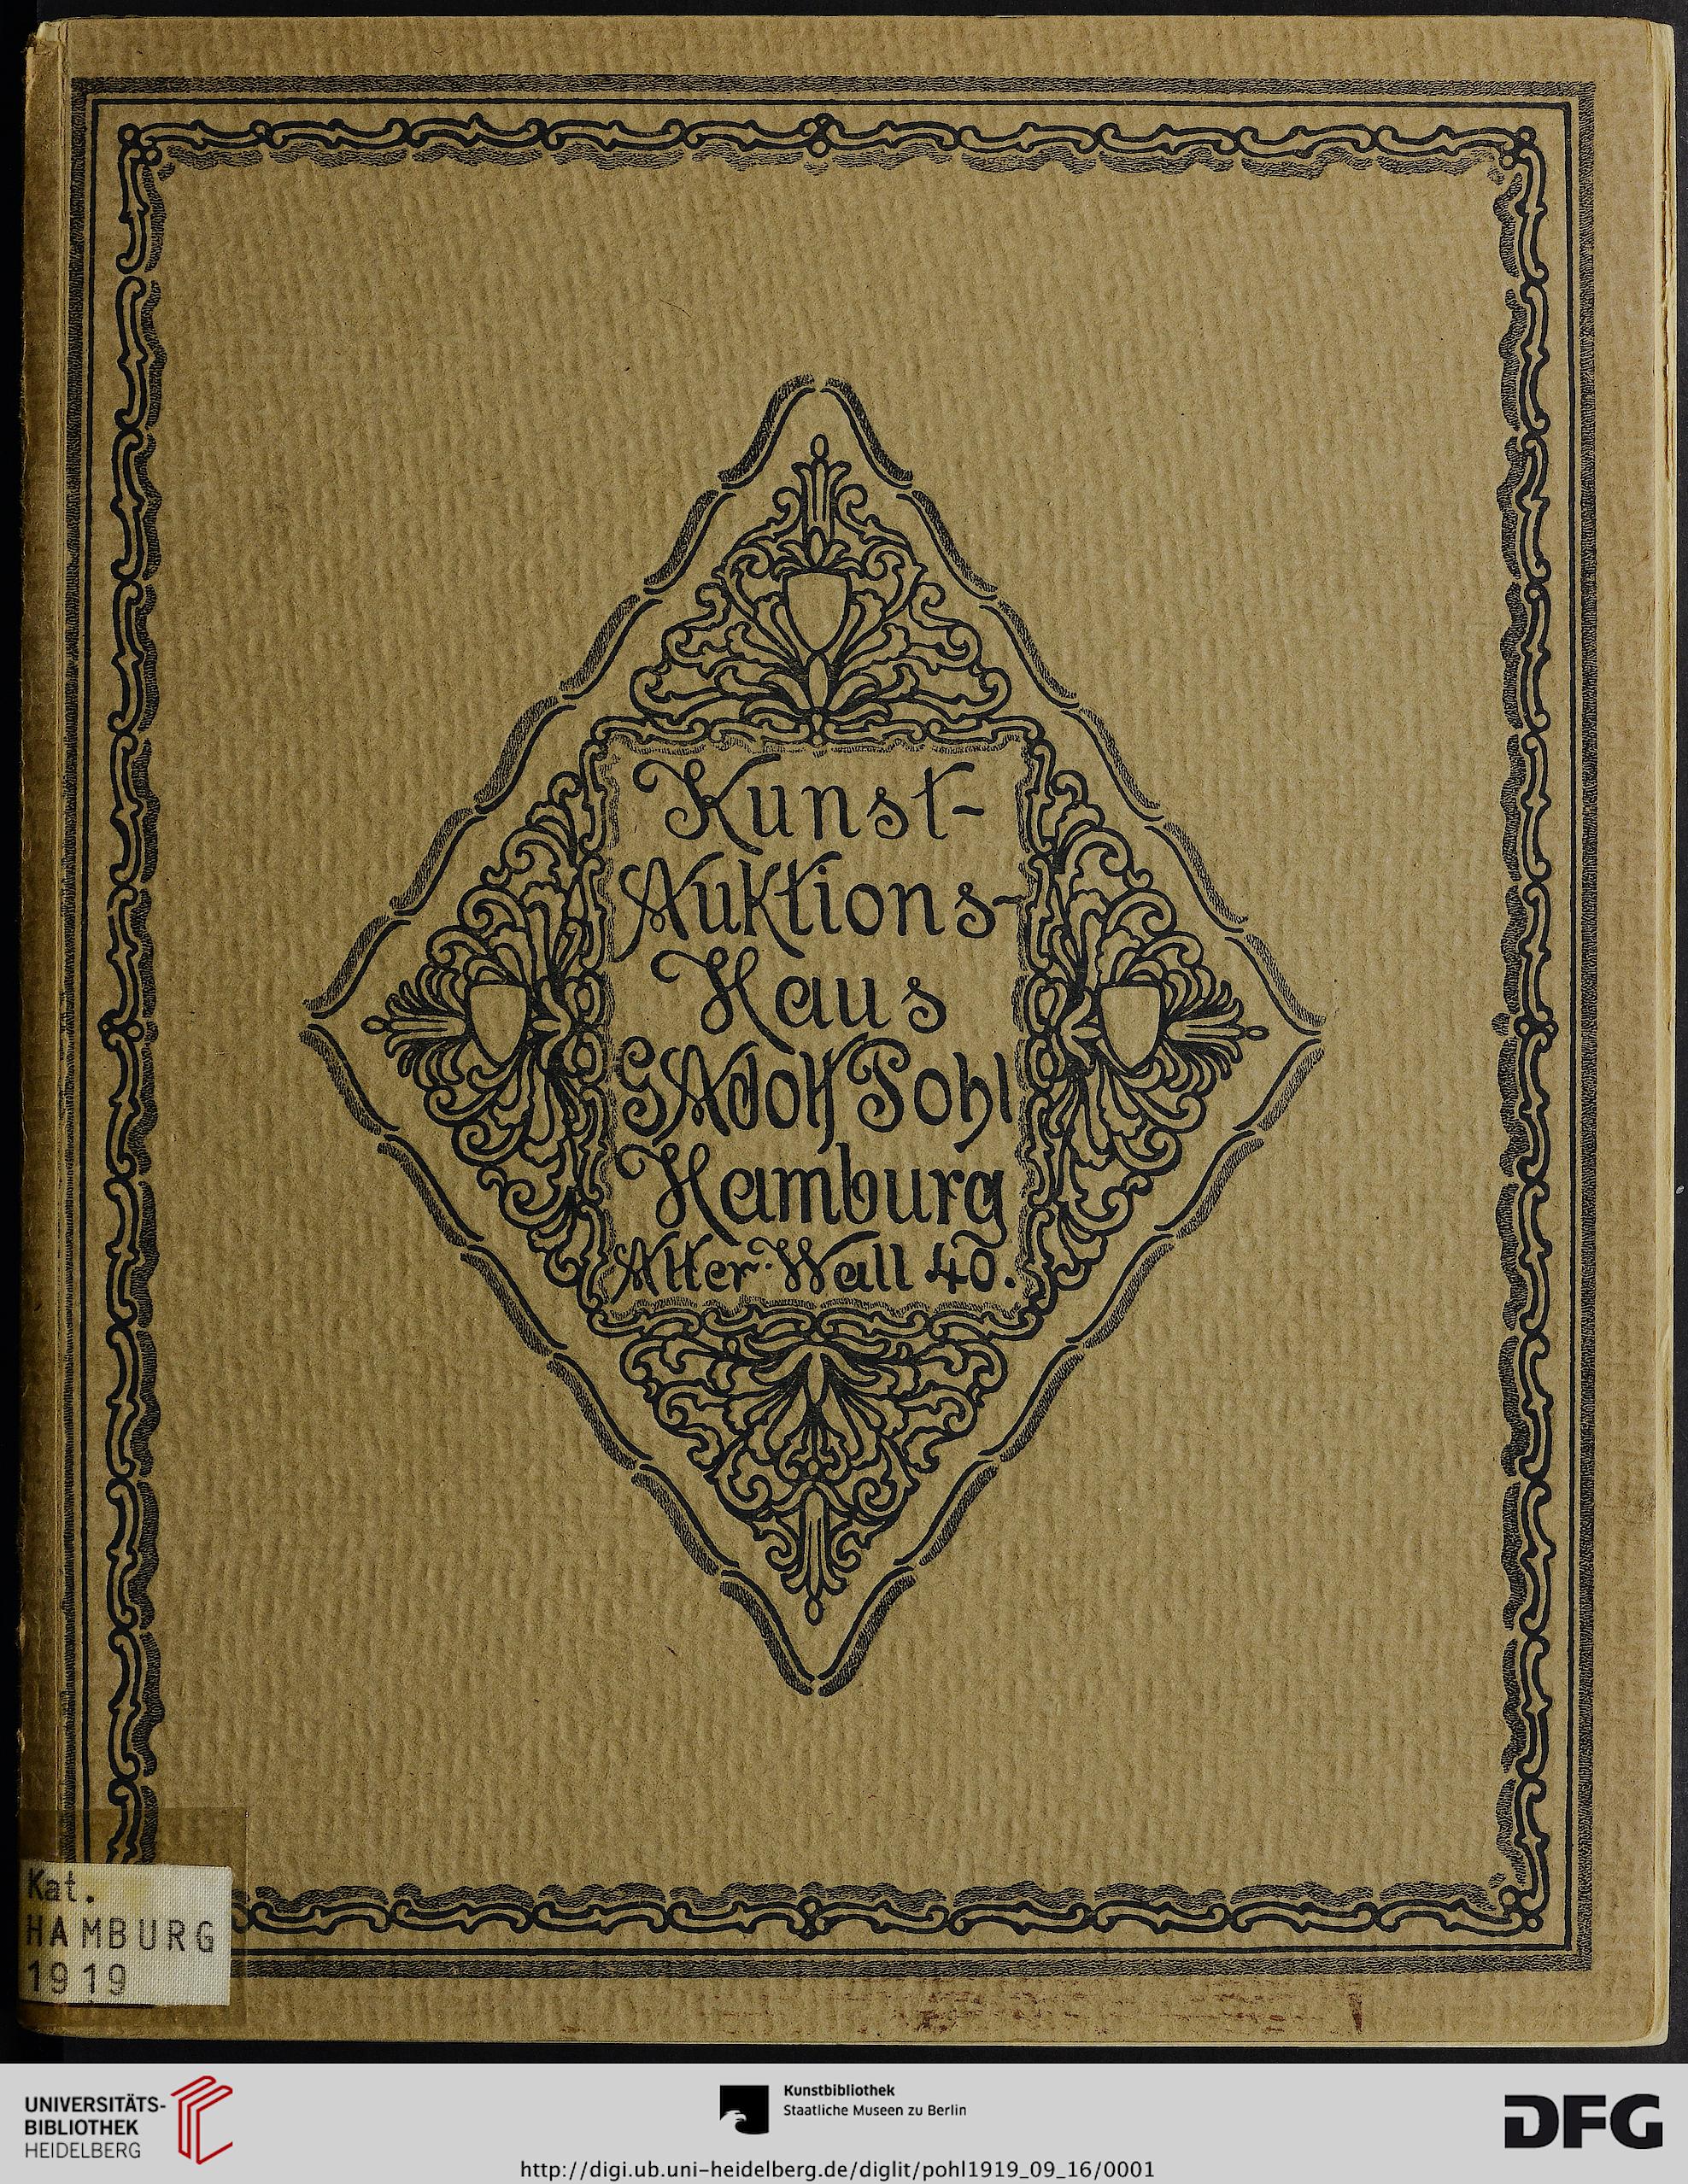 Kunst-
Auktions-
Haus
G Adolf Pohl
Hamburg
Alter Wall 40.
Kat.
HAMBURG
1919
UNIVERSITÄTS-
BIBLIOTHEK
HEIDELBERG
Kunstbibliothek
Staatliche Museen zu Berlin
DFG
http://digi.ub.uni-heidelberg.de/diglit/pohl1919_09_16/0001